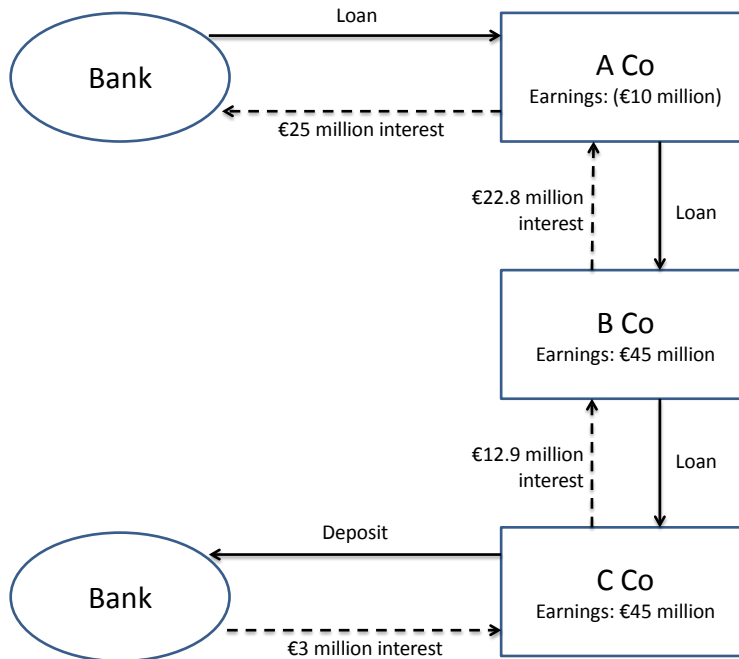 Loan
Bank
A Co
Earnings: (€10 million)
€25 million interest
€22.8 million
interest
Loan
B Co
Earnings: €45 million
€12.9 million
interest
Loan
Deposit
Bank
C Co
Earnings: €45 million
€3 million interest